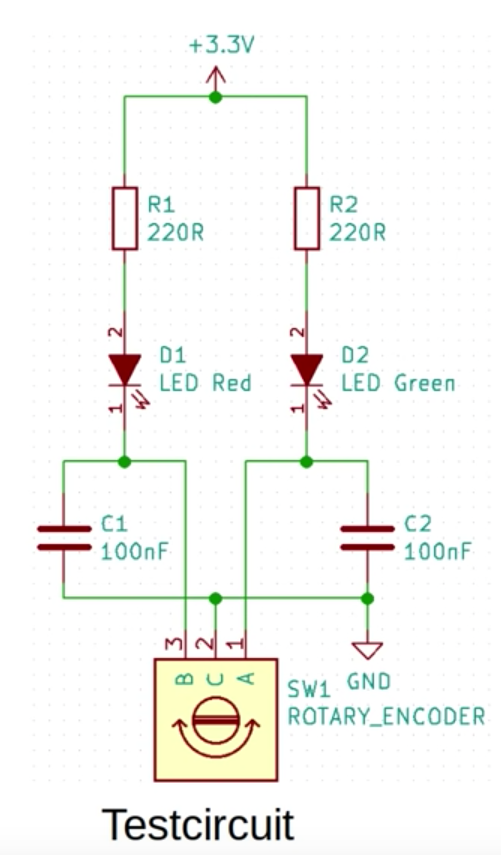 +3.3V
R1
220R
R2
220R
2
2
D1
LED Red
D2
LED Green
1
1
C1
100nF
C2
100nF
3
2
1
B
C
A
SW1
GND
ROTARY_ENCODER
Testcircuit